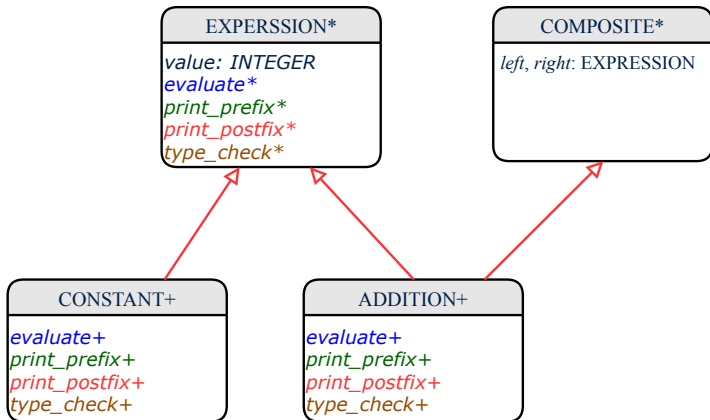 EXPERSSION*
value: INTEGER
evaluate*
print_prefix*
print_postfix*
type_check*
COMPOSITE*
left, right: EXPRESSION
CONSTANT+
evaluate+
print_prefix+
print_postfix+
type_check+
ADDITION+
evaluate+
print_prefix+
print_postfix+
type_check+